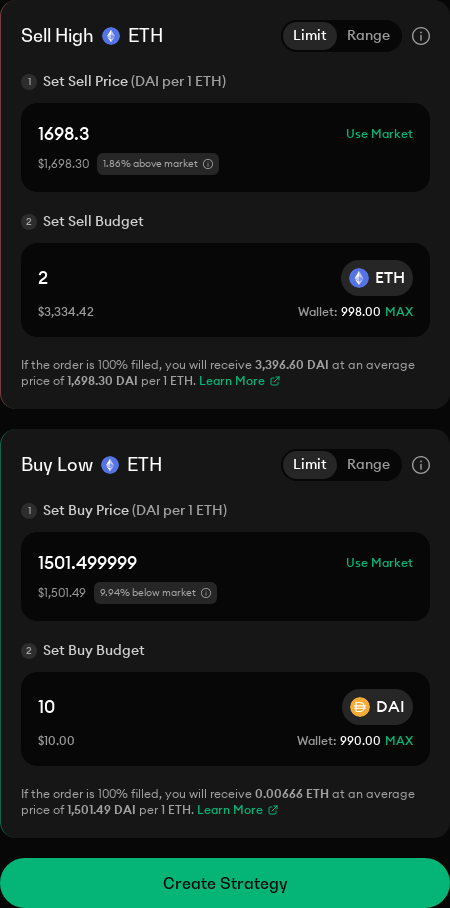 Sell High ETH Limit Range
1 Set Sell Price (DAI per 1 ETH)
1698.3 Use Market
$1,698.30 1.86% above market
2 Set Sell Budget
2 ETH
$3,334.42 Wallet: 998.00 MAX
If the order is 100% filled, you will receive 3,396.60 DAI at an average
price of 1,698.30 DAI per 1 ETH. Learn More
Buy Low ETH Limit Range
1 Set Buy Price (DAI per 1 ETH)
1501.499999 Use Market
$1,501.49 9.94% below market
2 Set Buy Budget
10 DAI
$10.00 Wallet: 990.00 MAX
If the order is 100% filled, you will receive 0.00666 ETH at an average
price of 1,501.49 DAI per 1 ETH. Learn More
Create Strategy